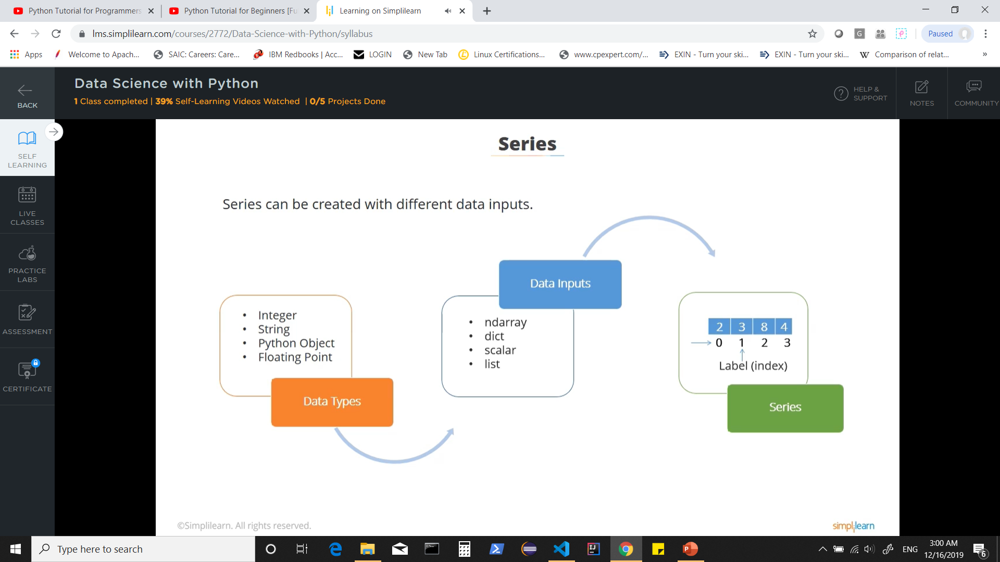 Python Tutorial for Programmers
Python Tutorial for Beginners [Fu
Learning on Simplilearn
lms.simplilearn.com/courses/2772/Data-Science-with-Python/syllabus
G
Paused
Apps
Welcome to Apach...
SAIC: Careers: Care...
IBM Redbooks | Acc...
LOGIN
New Tab
Linux Certifications...
www.cpexpert.com/...
EXIN - Turn your ski...
EXIN - Turn your ski...
W Comparison of relat...
»
BACK
Data Science with Python
1 Class completed | 39% Self-Learning Videos Watched | 0/5 Projects Done
HELP &
SUPPORT
NOTES
COMMUNITY
SELF
LEARNING
LIVE
CLASSES
PRACTICE
LABS
ASSESSMENT
CERTIFICATE
Series
Series can be created with different data inputs.
• Integer
• String
• Python Object
• Floating Point
Data Types
Data Inputs
• ndarray
• dict
• scalar
• list
2 3 8 4
0 1 2 3
Label (index)
Series
©Simplilearn. All rights reserved.
simplilearn
Type here to search
ENG
3:00 AM
12/16/2019
6